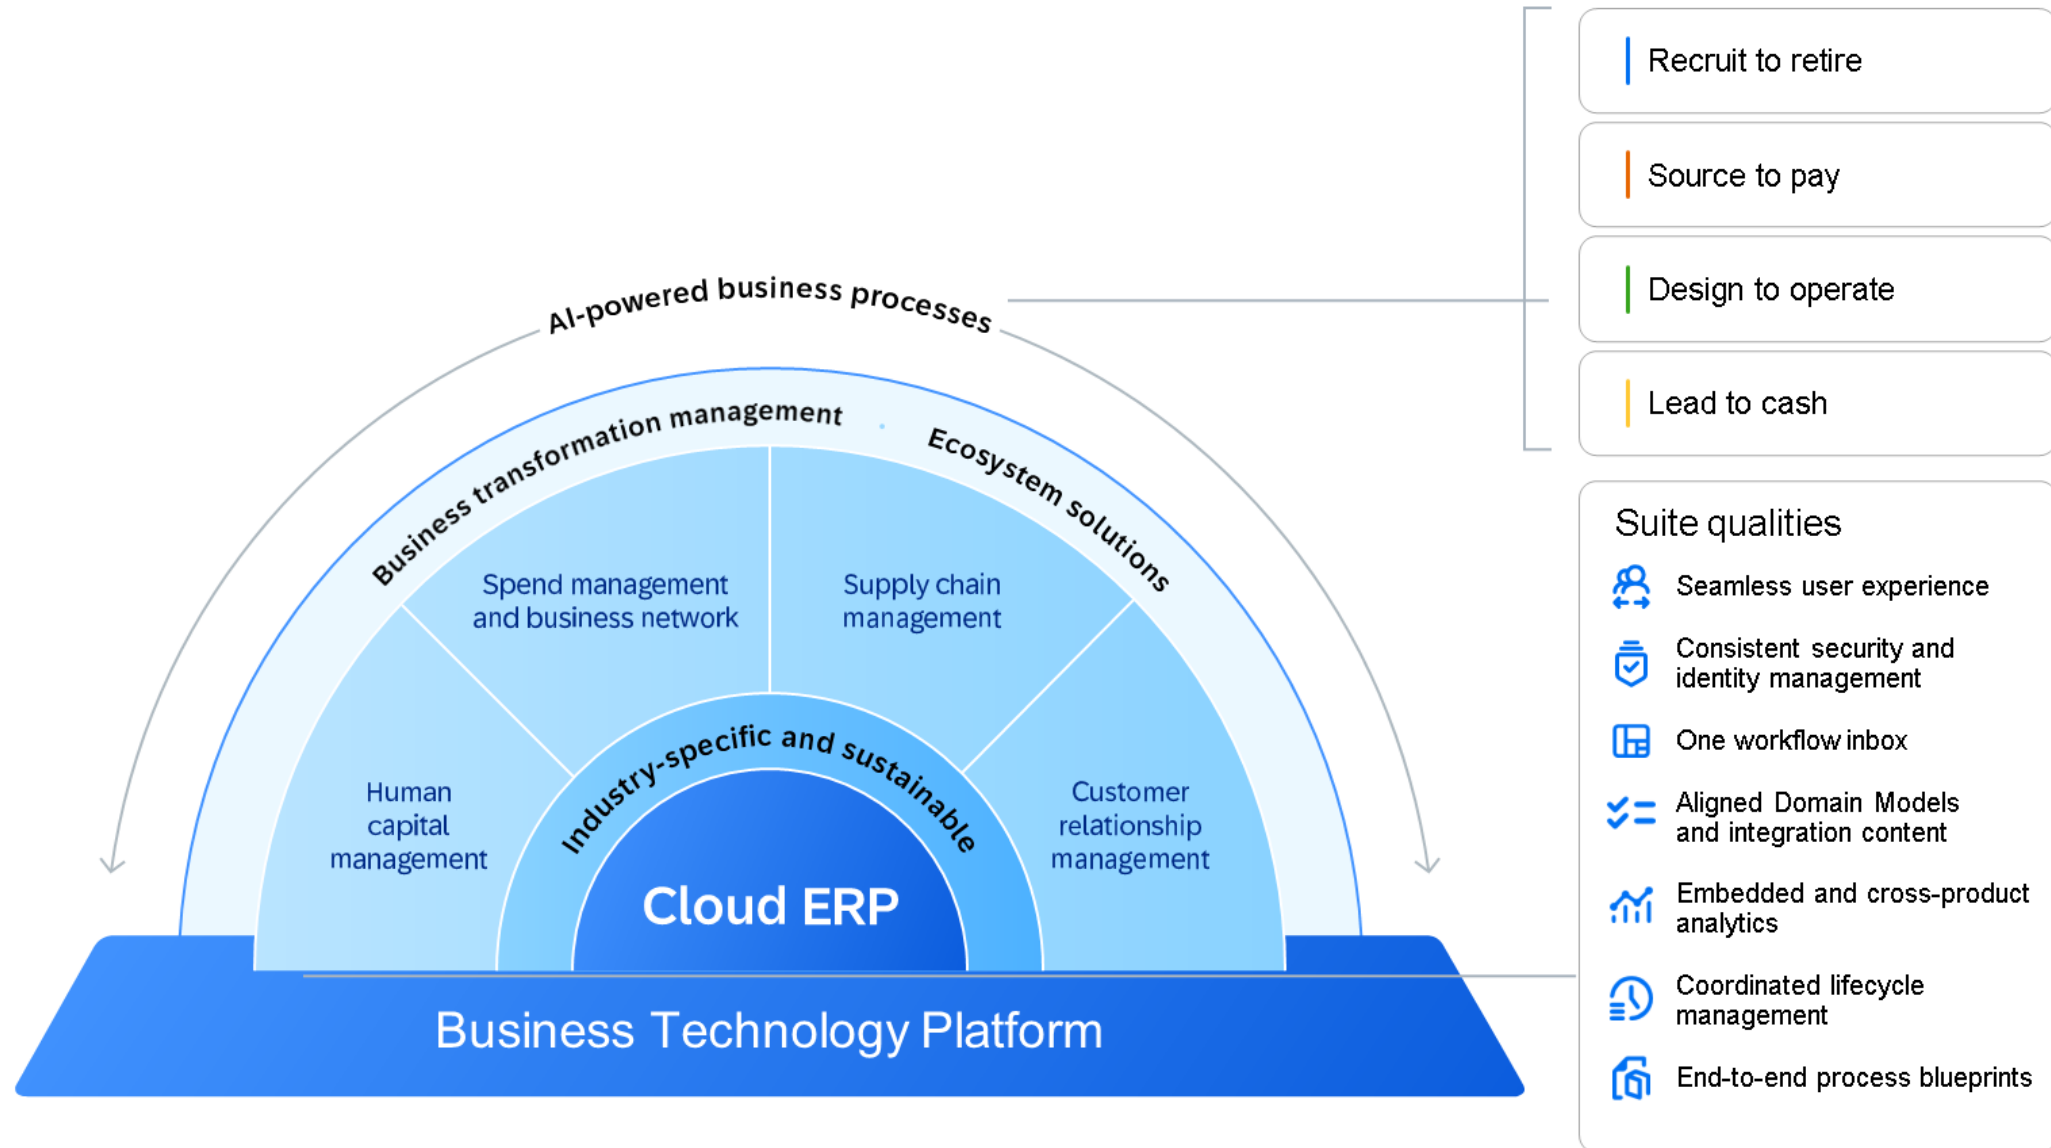 Recruit to retire
Source to pay
Design to operate
Lead to cash
AI-powered business processes
Business transformation management · Ecosystem solutions
Spend management
and business network
Supply chain
management
Human
capital
management
Industry-specific and sustainable
Customer
relationship
management
Cloud ERP
Business Technology Platform
Suite qualities
Seamless user experience
Consistent security and
identity management
One workflow inbox
Aligned Domain Models
and integration content
Embedded and cross-product
analytics
Coordinated lifecycle
management
End-to-end process blueprints